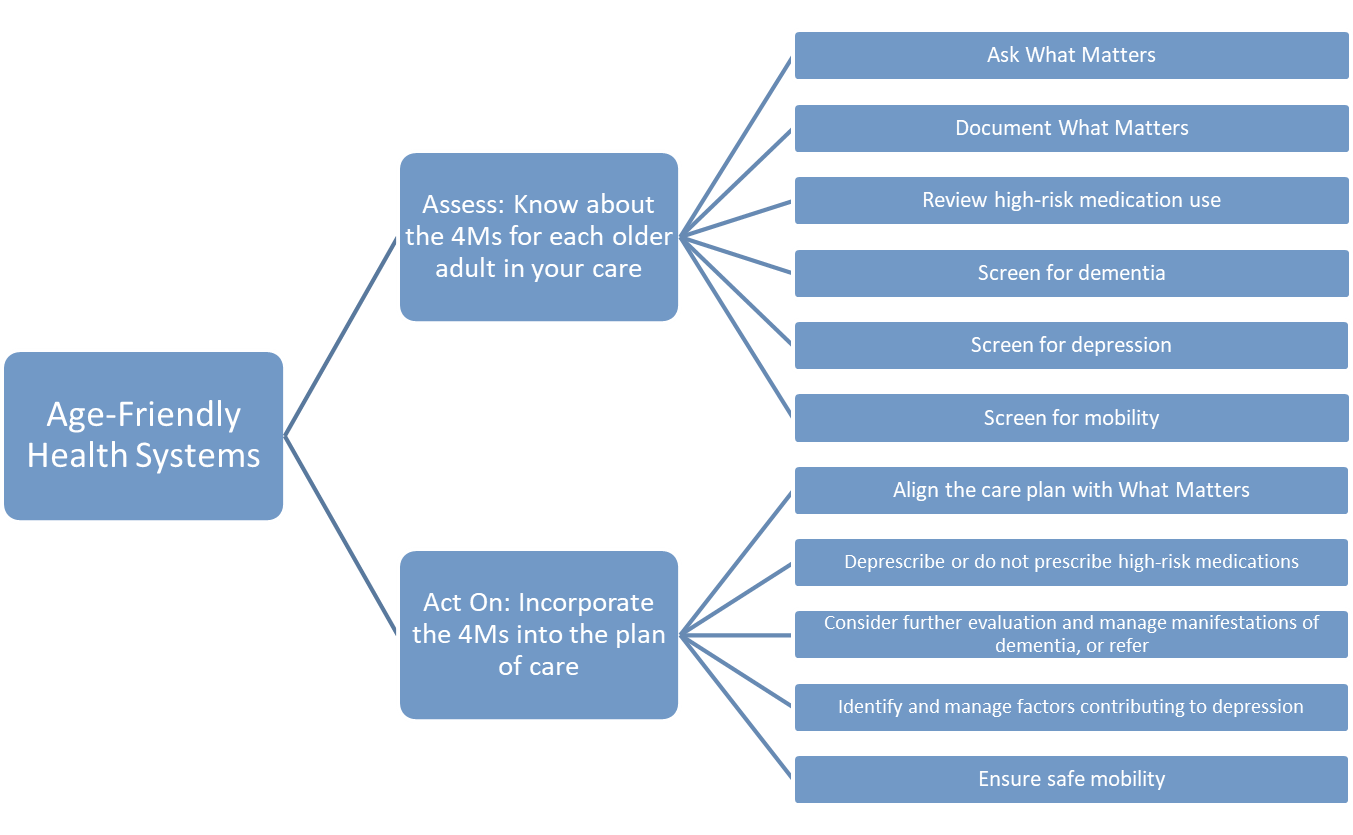 Age-Friendly
Health Systems
Assess: Know about
the 4Ms for each older
adult in your care
Ask What Matters
Document What Matters
Review high-risk medication use
Screen for dementia
Screen for depression
Screen for mobility
Act On: Incorporate
the 4Ms into the plan
of care
Align the care plan with What Matters
Deprescribe or do not prescribe high-risk medications
Consider further evaluation and manage manifestations of
dementia, or refer
Identify and manage factors contributing to depression
Ensure safe mobility